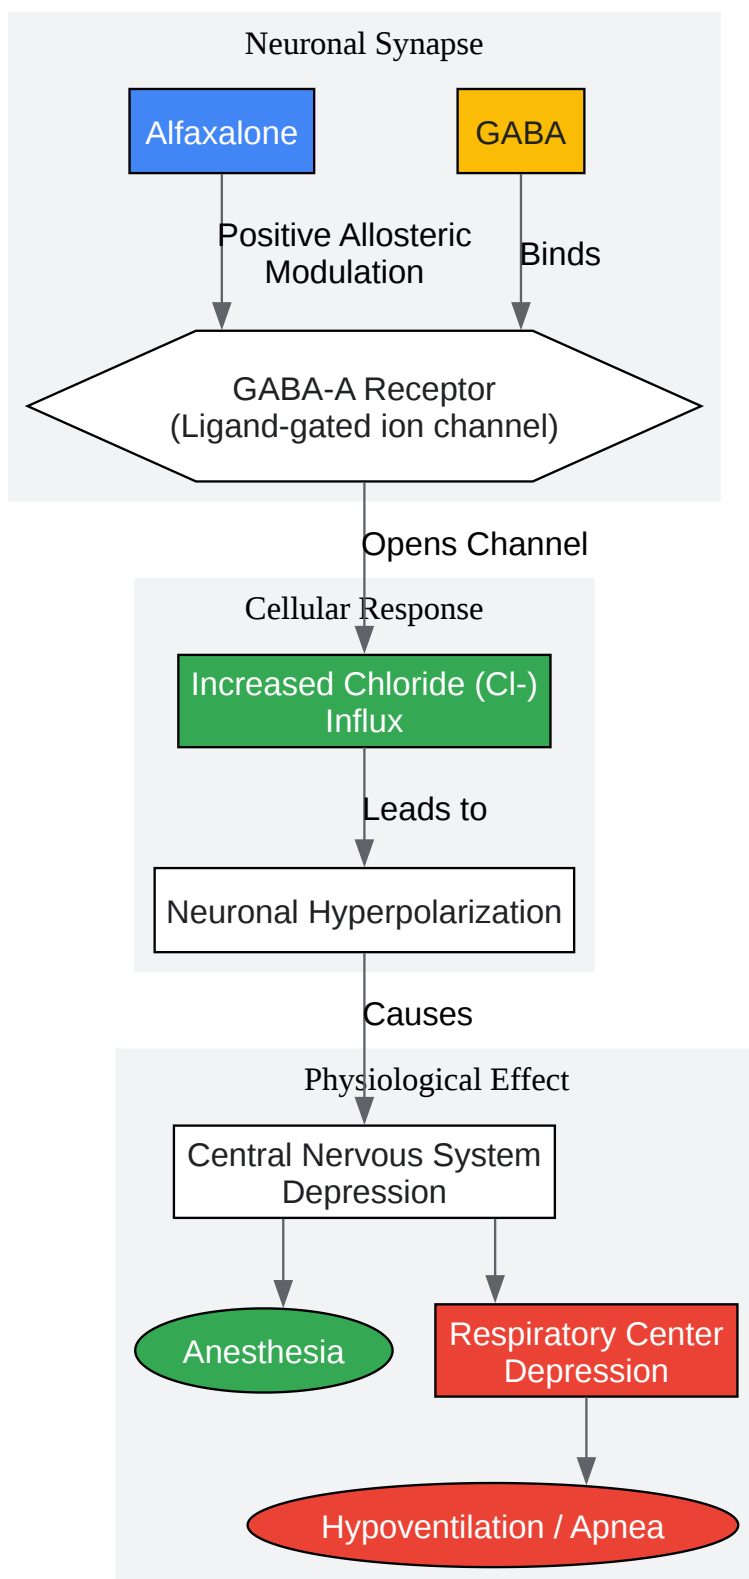 Neuronal Synapse
Alfaxalone
GABA
Positive Allosteric
Modulation
Binds
GABA-A Receptor
(Ligand-gated ion channel)
Opens Channel
Cellular Response
Increased Chloride (Cl-)
Influx
Leads to
Neuronal Hyperpolarization
Causes
Physiological Effect
Central Nervous System
Depression
Anesthesia
Respiratory Center
Depression
Hypoventilation / Apnea